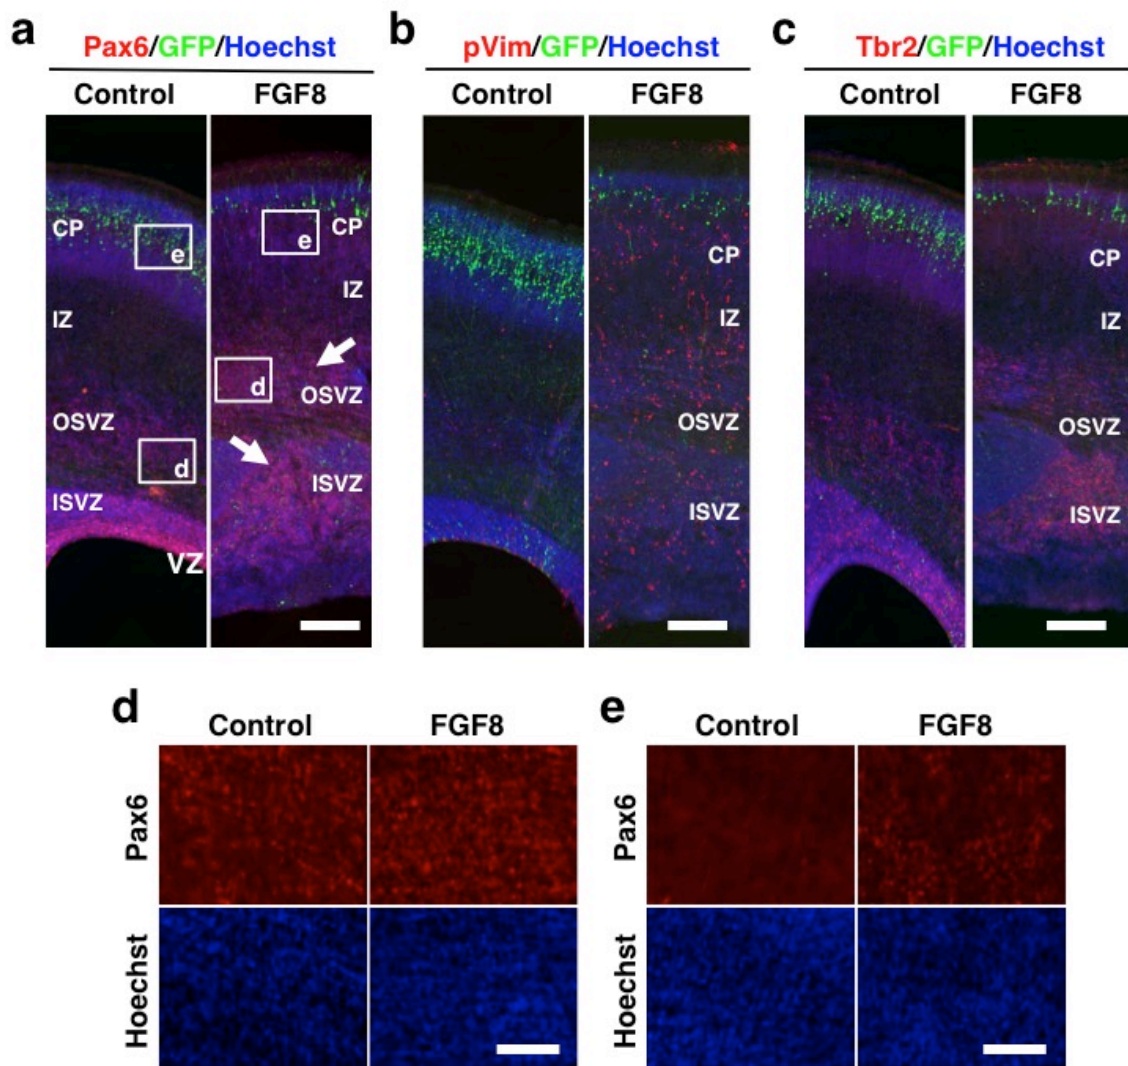 a
Pax6/GFP/Hoechst
Control
FGF8
CP
e
IZ
OSVZ
d
ISVZ
VZ
e
CP
IZ
d
OSVZ
ISVZ
b
pVim/GFP/Hoechst
Control
FGF8
CP
IZ
OSVZ
ISVZ
c
Tbr2/GFP/Hoechst
Control
FGF8
CP
IZ
OSVZ
ISVZ
d
Control
FGF8
Pax6
Hoechst
e
Control
FGF8
Pax6
Hoechst